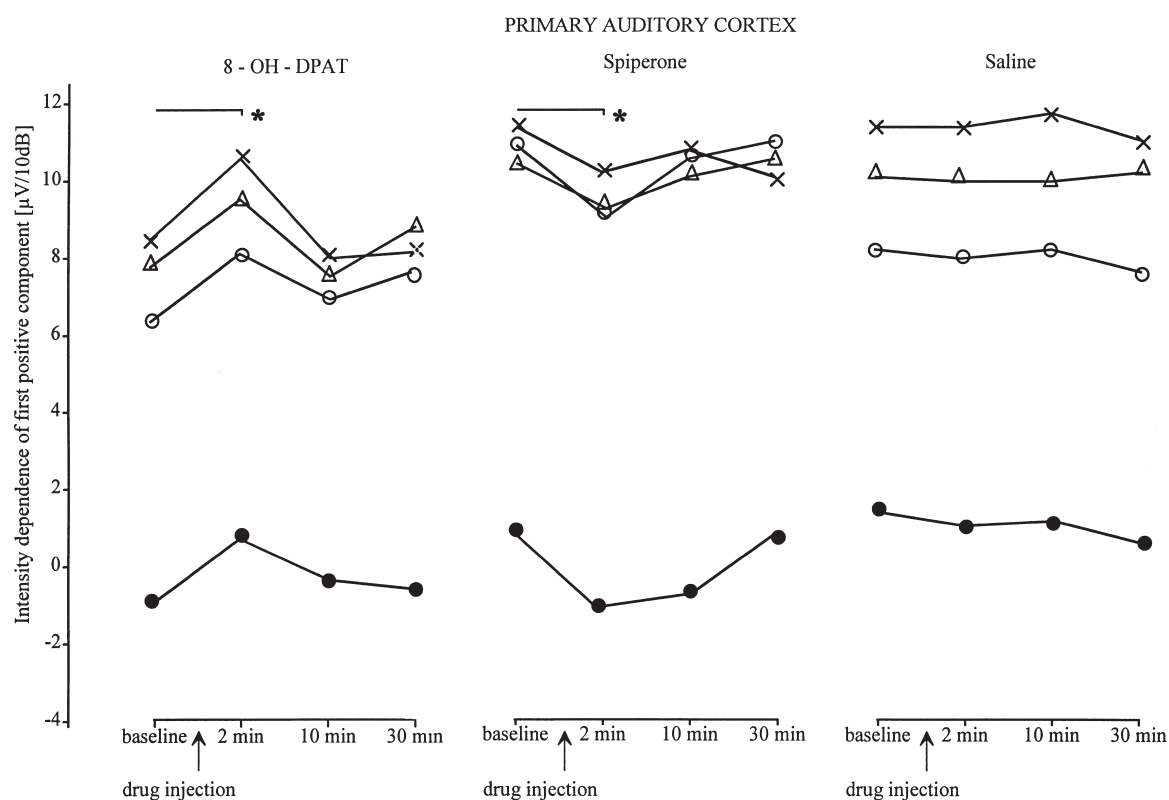 PRIMARY AUDITORY CORTEX
8 - OH - DPAT
Spiperone
Saline
Intensity dependence of first positive component [µV/10dB]
12
10
8
6
4
2
0
-2
-4
*
*
baseline 2 min 10 min 30 min
drug injection
baseline 2 min 10 min 30 min
drug injection
baseline 2 min 10 min 30 min
drug injection